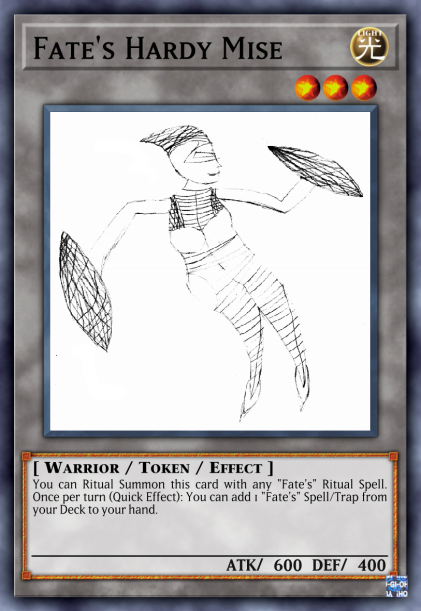 Fate's Hardy Mise
LIGHT
光
[ Warrior / Token / Effect ]
You can Ritual Summon this card with any "Fate's" Ritual Spell.
Once per turn (Quick Effect): You can add 1 "Fate's" Spell/Trap from
your Deck to your hand.
ATK/ 600 DEF/ 400